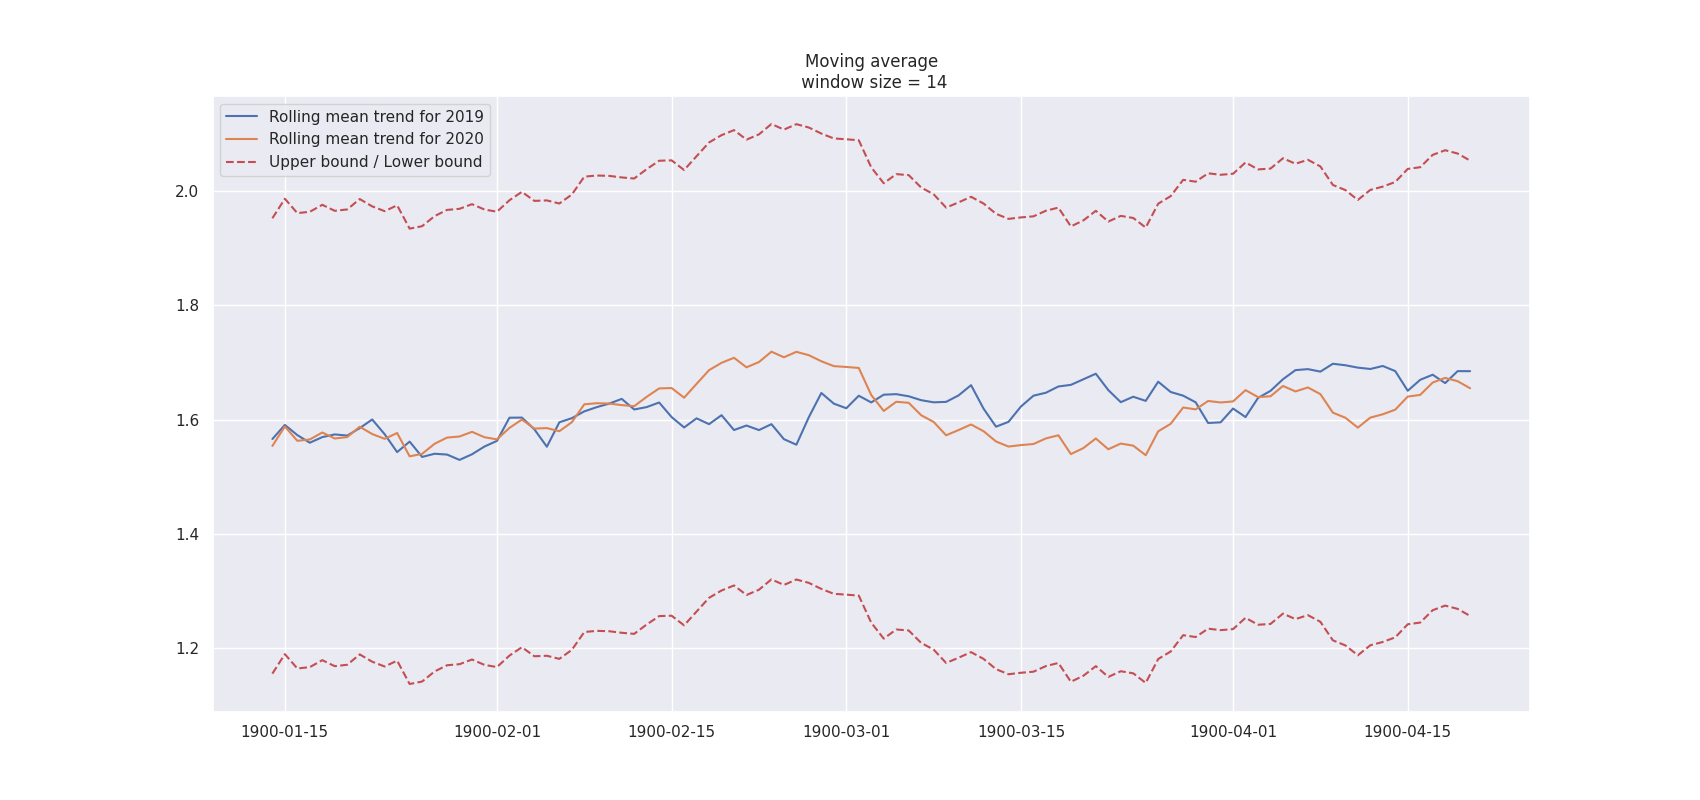 Moving average
window size = 14
Rolling mean trend for 2019
Rolling mean trend for 2020
Upper bound / Lower bound
2.0
1.8
1.6
1.4
1.2
1900-01-15
1900-02-01
1900-02-15
1900-03-01
1900-03-15
1900-04-01
1900-04-15